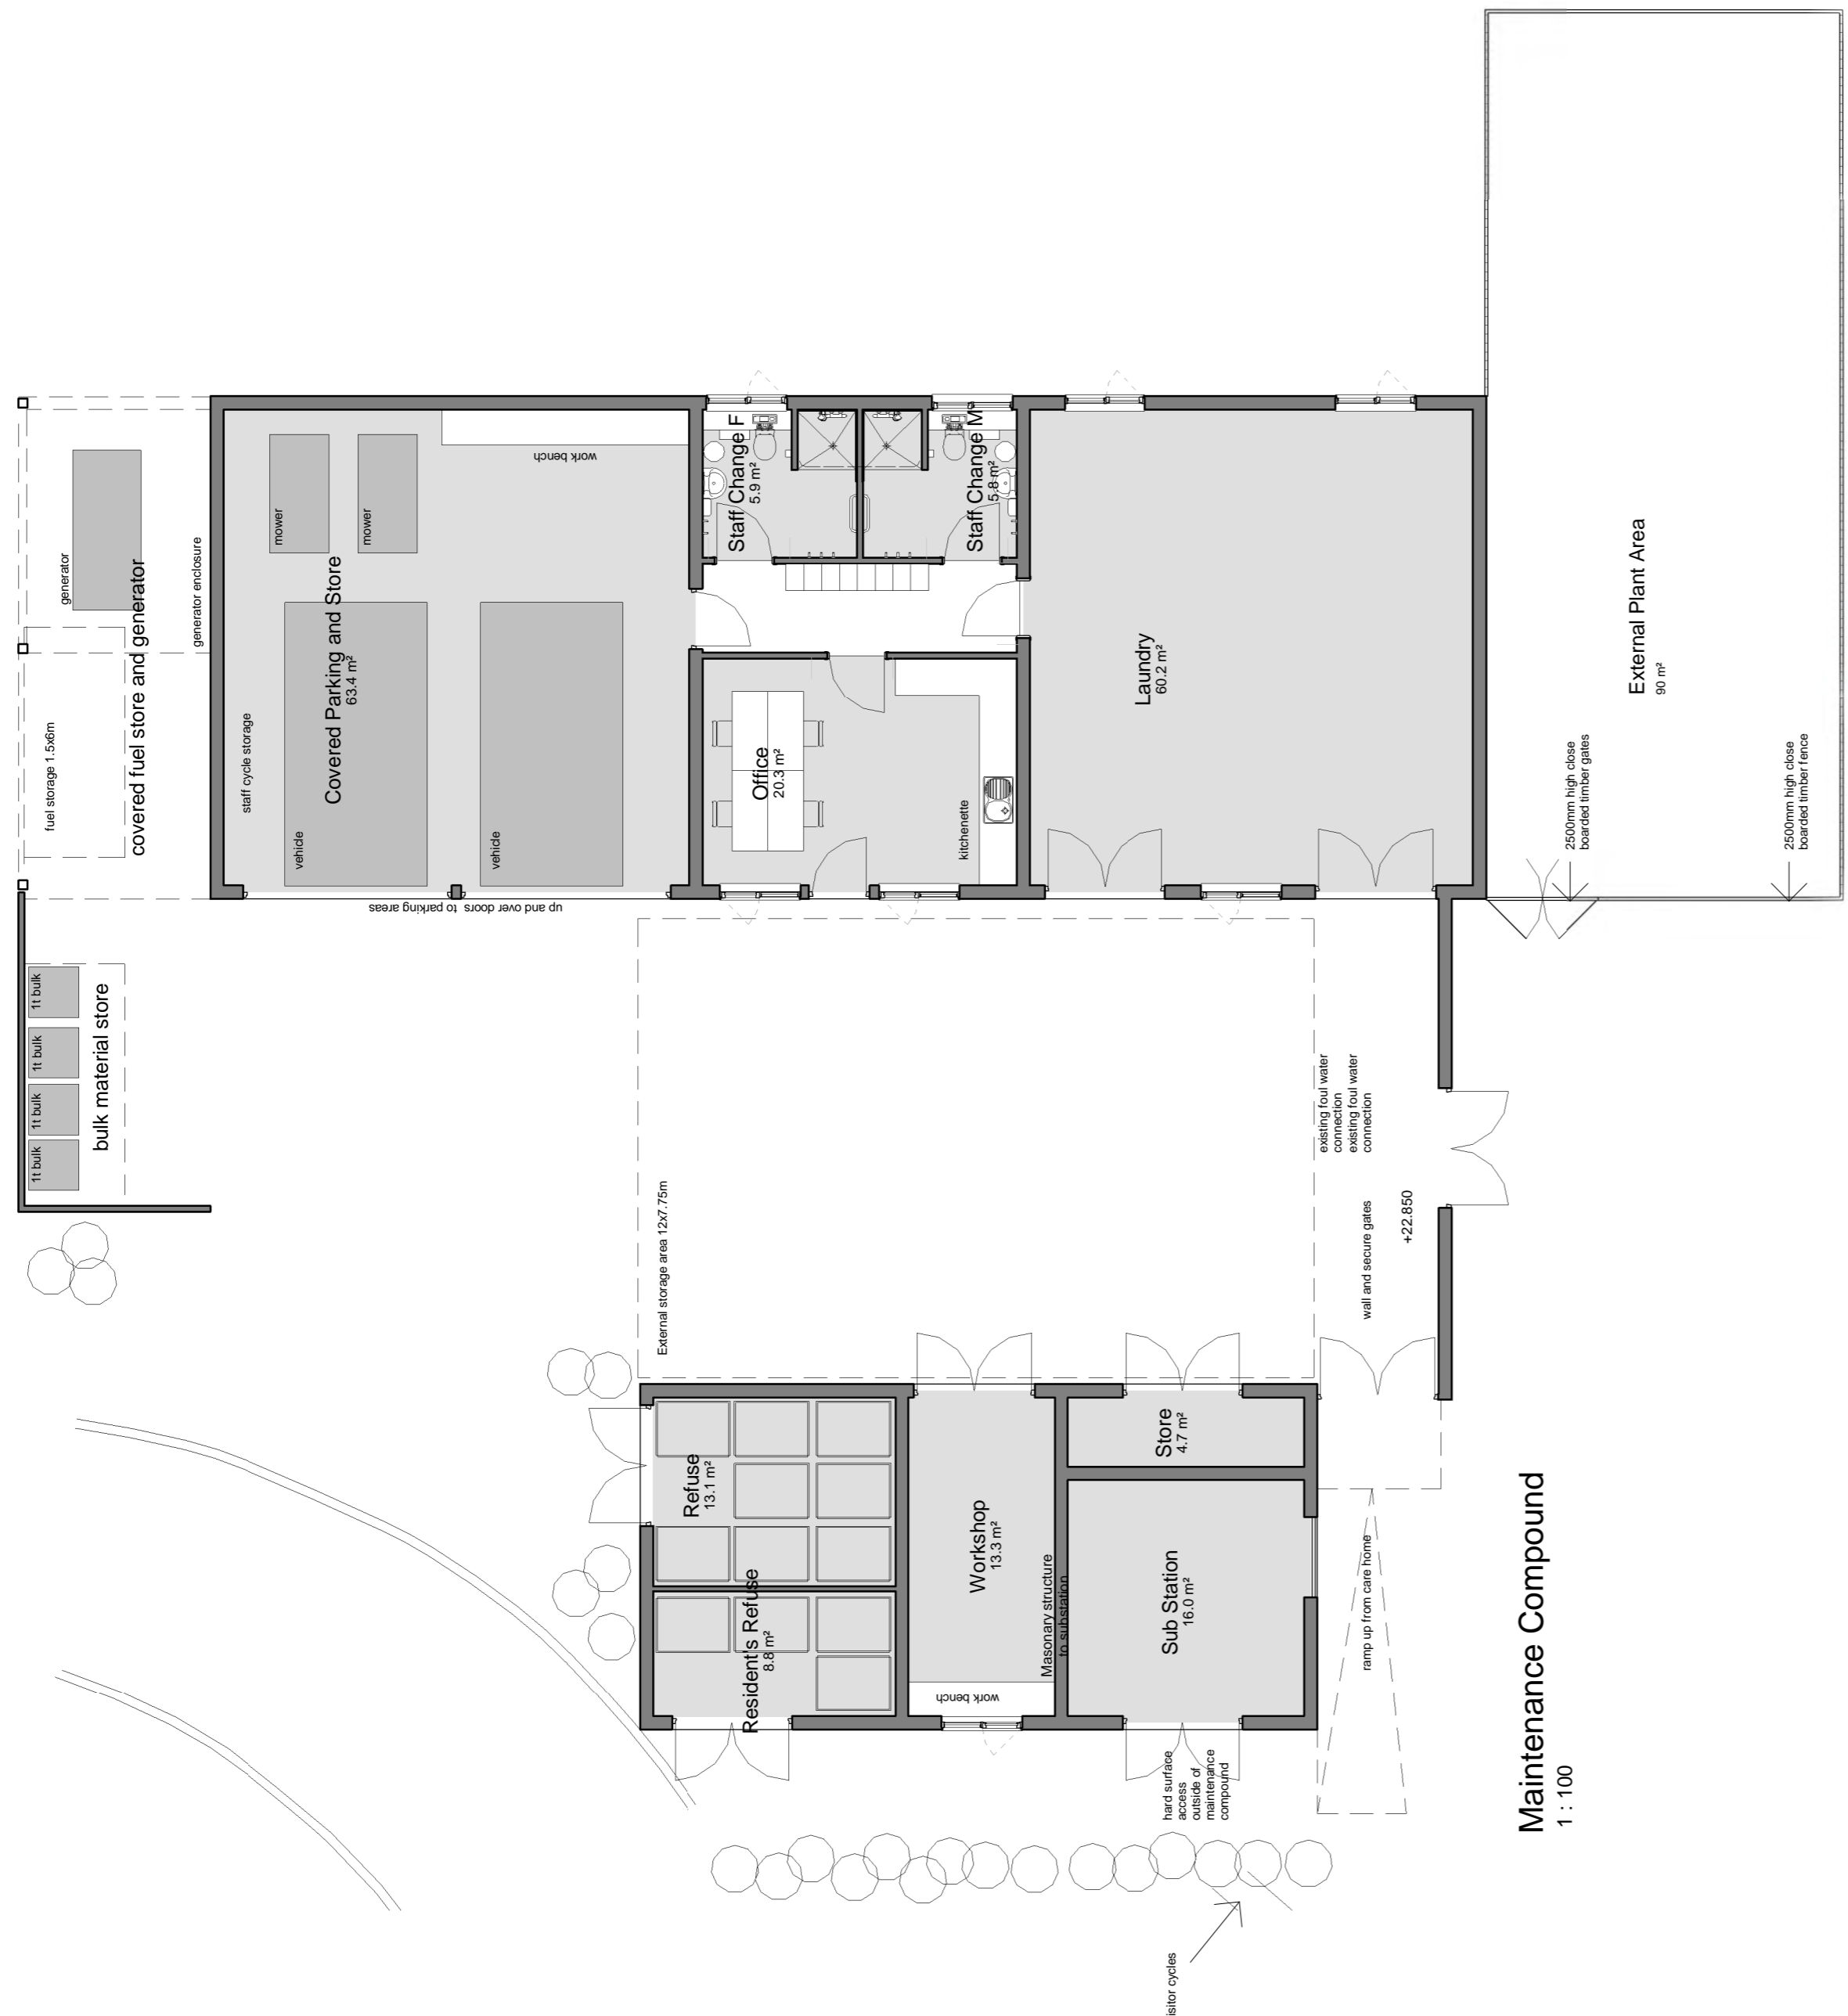 generator
generator enclosure
covered fuel store and generator
fuel storage 1.5x6m
mower
mower
work bench
Covered Parking and Store
63.4 m²
staff cycle storage
vehicle
vehicle
up and over doors to parking areas
Staff Change F
5.9 m²
Staff Change M
5.8 m²
Office
20.3 m²
kitchenette
Laundry
60.2 m²
External Plant Area
90 m²
2500mm high close
boarded timber gates
2500mm high close
boarded timber fence
1t bulk
1t bulk
1t bulk
1t bulk
bulk material store
External storage area 12x7.75m
existing foul water
connection
existing foul water
connection
wall and secure gates
+22.850
Refuse
13.1 m²
Resident's Refuse
8.8 m²
Workshop
13.3 m²
work bench
Masonary structure
to substation
Store
4.7 m²
Sub Station
16.0 m²
ramp up from care home
hard surface
access
outside of
maintenance
compound
isitor cycles
Maintenance Compound
1 : 100